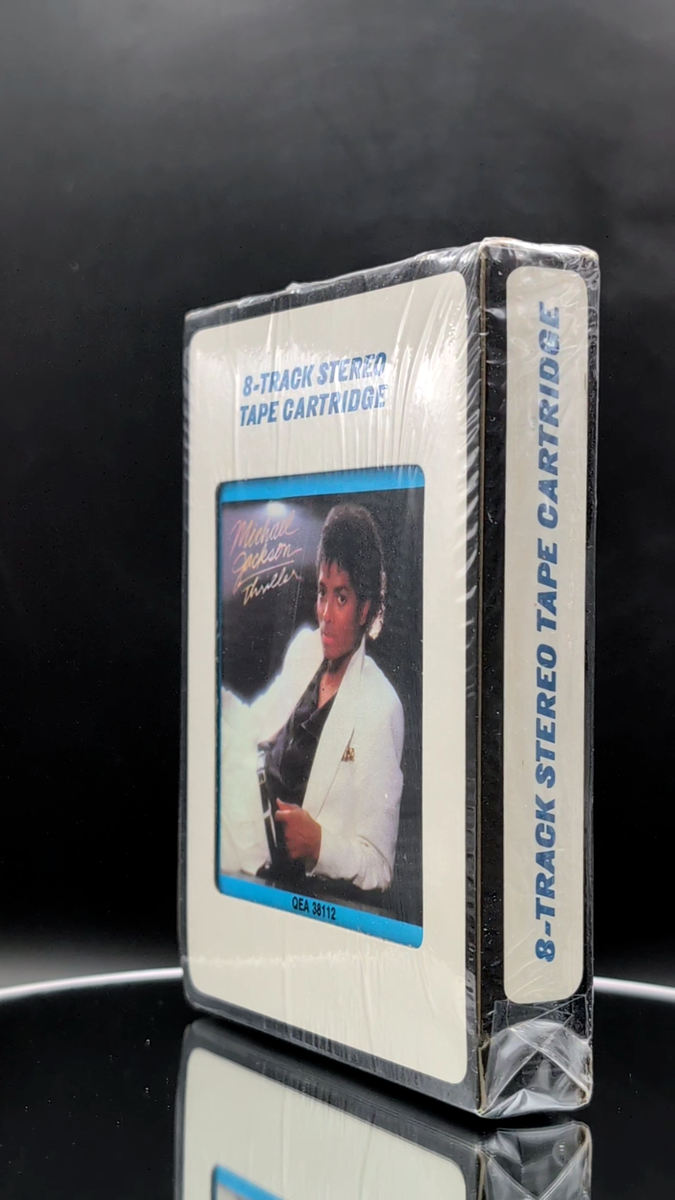 8-TRACK STEREO
TAPE CARTRIDGE
Michael
Jackson
Thriller
QEA 38112
8-TRACK STEREO TAPE CARTRIDGE